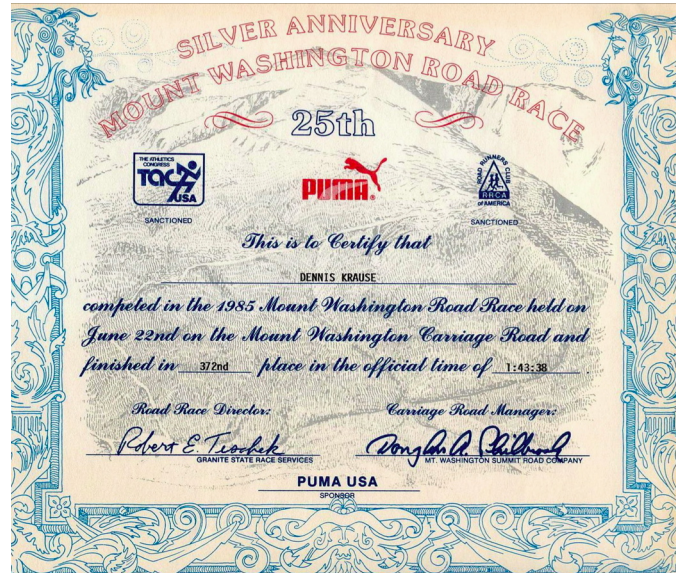 SILVER ANNIVERSARY
MOUNT WASHINGTON ROAD RACE
25th
THE ATHLETICS
CONGRESS
TAC
USA
SANCTIONED
PUMA
ROAD RUNNERS CLUB
RRCA
of AMERICA
SANCTIONED
This is to Certify that
DENNIS KRAUSE
competed in the 1985 Mount Washington Road Race held on
June 22nd on the Mount Washington Carriage Road and
finished in 372nd place in the official time of 1:43:38 .
Road Race Director: Carriage Road Manager:
Robert E. Teschek Douglas A. Philbrook
GRANITE STATE RACE SERVICES MT. WASHINGTON SUMMIT ROAD COMPANY
PUMA USA
SPONSOR